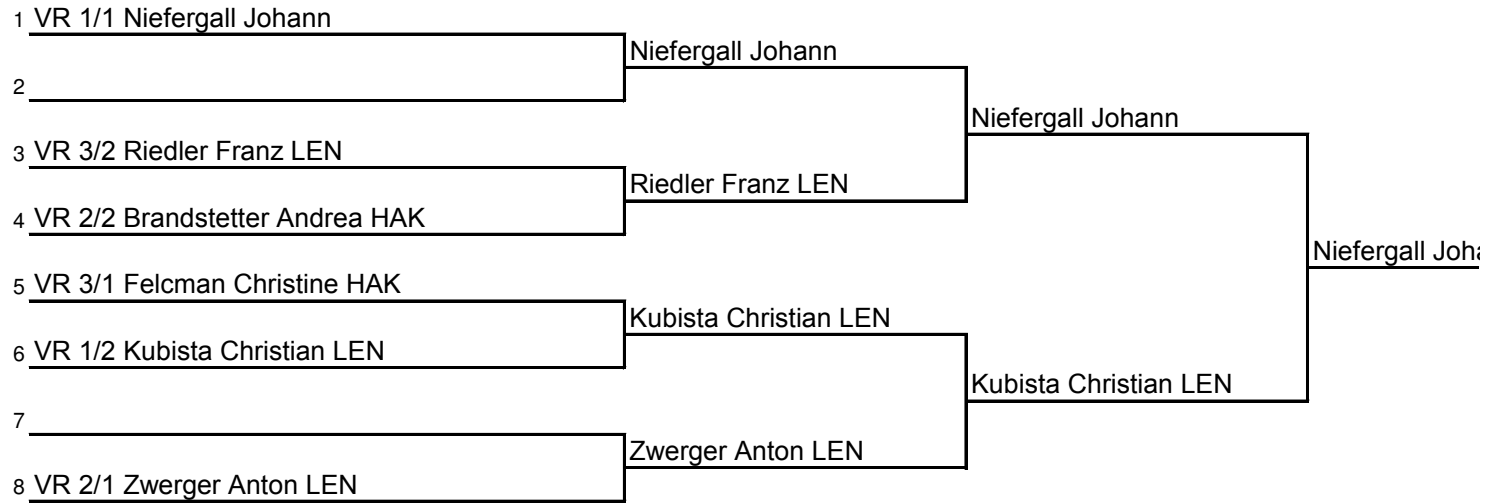 1 VR 1/1 Niefergall Johann
Niefergall Johann
2
Niefergall Johann
3 VR 3/2 Riedler Franz LEN
Riedler Franz LEN
4 VR 2/2 Brandstetter Andrea HAK
Niefergall Joha
5 VR 3/1 Felcman Christine HAK
Kubista Christian LEN
6 VR 1/2 Kubista Christian LEN
Kubista Christian LEN
7
Zwerger Anton LEN
8 VR 2/1 Zwerger Anton LEN